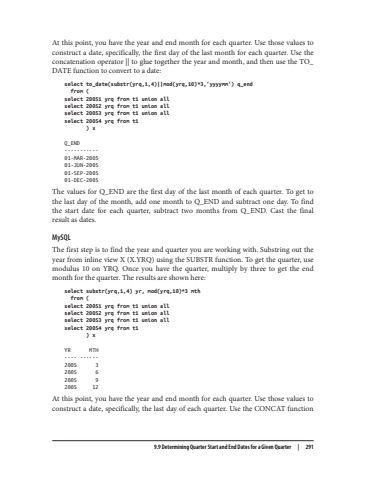 At this point, you have the year and end month for each quarter. Use those values to
construct a date, specifically, the first day of the last month for each quarter. Use the
concatenation operator || to glue together the year and month, and then use the TO_
DATE function to convert to a date:
select to_date(substr(yrq,1,4)||mod(yrq,10)*3,'yyyymm') q_end
from (
select 20051 yrq from t1 union all
select 20052 yrq from t1 union all
select 20053 yrq from t1 union all
select 20054 yrq from t1
) x
Q_END
-----------
01-MAR-2005
01-JUN-2005
01-SEP-2005
01-DEC-2005
The values for Q_END are the first day of the last month of each quarter. To get to
the last day of the month, add one month to Q_END and subtract one day. To find
the start date for each quarter, subtract two months from Q_END. Cast the final
result as dates.
MySQL
The first step is to find the year and quarter you are working with. Substring out the
year from inline view X (X.YRQ) using the SUBSTR function. To get the quarter, use
modulus 10 on YRQ. Once you have the quarter, multiply by three to get the end
month for the quarter. The results are shown here:
select substr(yrq,1,4) yr, mod(yrq,10)*3 mth
from (
select 20051 yrq from t1 union all
select 20052 yrq from t1 union all
select 20053 yrq from t1 union all
select 20054 yrq from t1
) x
YR MTH
---- ------
2005 3
2005 6
2005 9
2005 12
At this point, you have the year and end month for each quarter. Use those values to
construct a date, specifically, the last day of each quarter. Use the CONCAT function
9.9 Determining Quarter Start and End Dates for a Given Quarter | 291